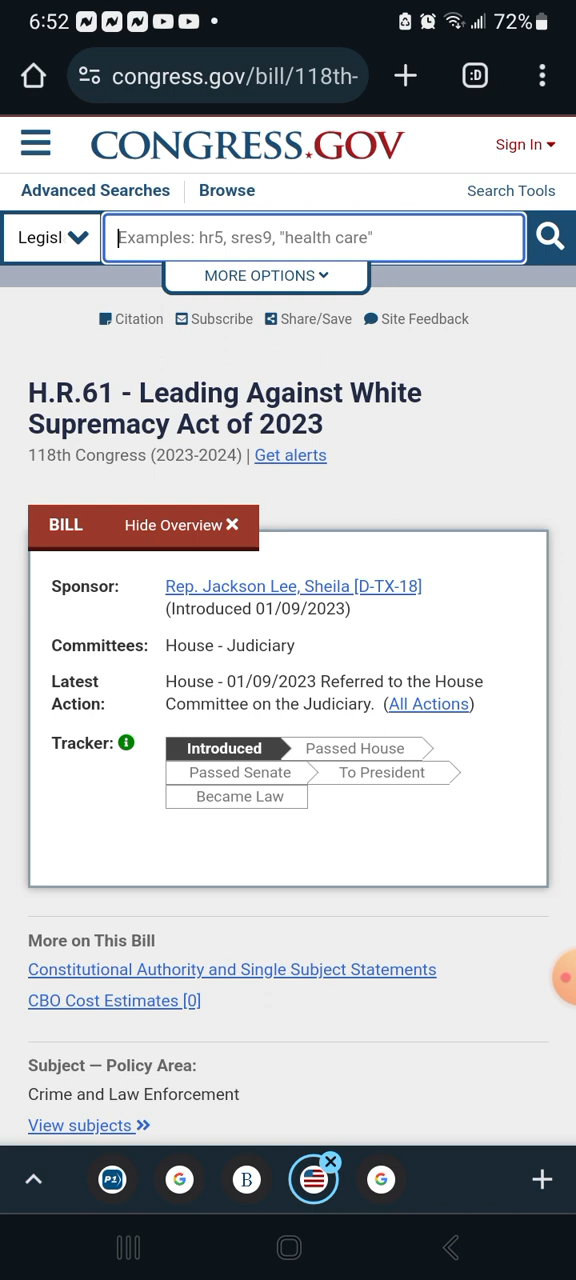 6:52
72%
congress.gov/bill/118th-
:D
CONGRESS.GOV
Sign In
Advanced Searches
Browse
Search Tools
Legisl
Examples: hr5, sres9, "health care"
MORE OPTIONS
Citation
Subscribe
Share/Save
Site Feedback
H.R.61 - Leading Against White
Supremacy Act of 2023
118th Congress (2023-2024) | Get alerts
BILL
Hide Overview
Sponsor:
Rep. Jackson Lee, Sheila [D-TX-18]
(Introduced 01/09/2023)
Committees:
House - Judiciary
Latest
Action:
House - 01/09/2023 Referred to the House
Committee on the Judiciary. (All Actions)
Tracker:
Introduced
Passed House
Passed Senate
To President
Became Law
More on This Bill
Constitutional Authority and Single Subject Statements
CBO Cost Estimates [0]
Subject — Policy Area:
Crime and Law Enforcement
View subjects
P1
G
B
G